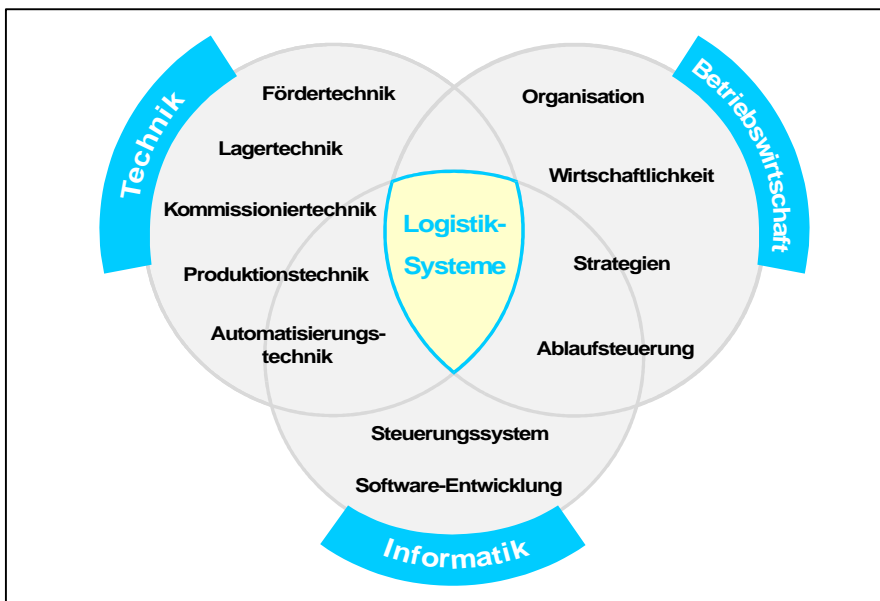 Technik
Fördertechnik
Lagertechnik
Kommissioniertechnik
Produktionstechnik
Automatisierungs-
technik
Logistik-
Systeme
Betriebswirtschaft
Organisation
Wirtschaftlichkeit
Strategien
Ablaufsteuerung
Steuerungssystem
Software-Entwicklung
Informatik